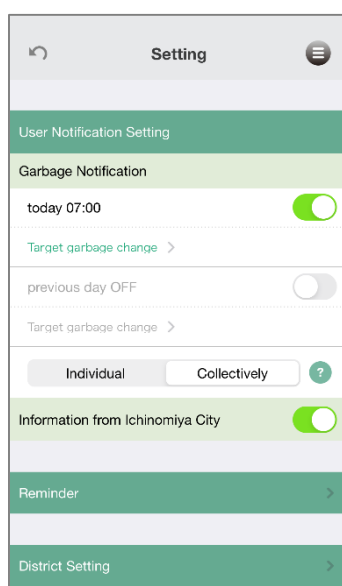 Setting
User Notification Setting
Garbage Notification
today 07:00
Target garbage change >
previous day OFF
Target garbage change >
Individual Collectively ?
Information from Ichinomiya City
Reminder >
District Setting >